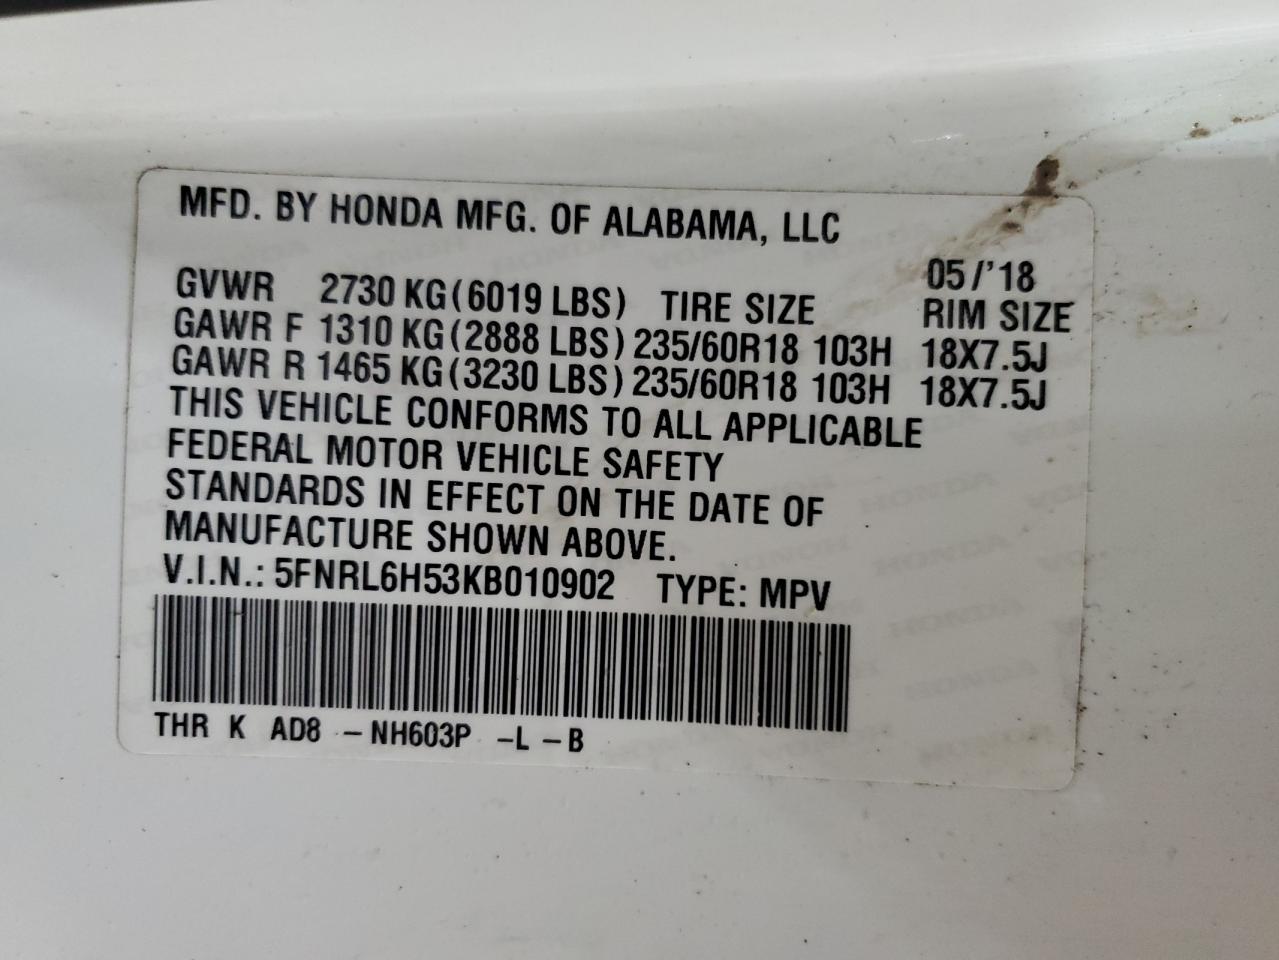 MFD. BY HONDA MFG. OF ALABAMA, LLC
05/'18
GVWR 2730 KG(6019 LBS) TIRE SIZE RIM SIZE
GAWR F 1310 KG(2888 LBS) 235/60R18 103H 18X7.5J
GAWR R 1465 KG(3230 LBS) 235/60R18 103H 18X7.5J
THIS VEHICLE CONFORMS TO ALL APPLICABLE
FEDERAL MOTOR VEHICLE SAFETY
STANDARDS IN EFFECT ON THE DATE OF
MANUFACTURE SHOWN ABOVE.
V.I.N.: 5FNRL6H53KB010902 TYPE: MPV
THR K AD8 -NH603P -L -B